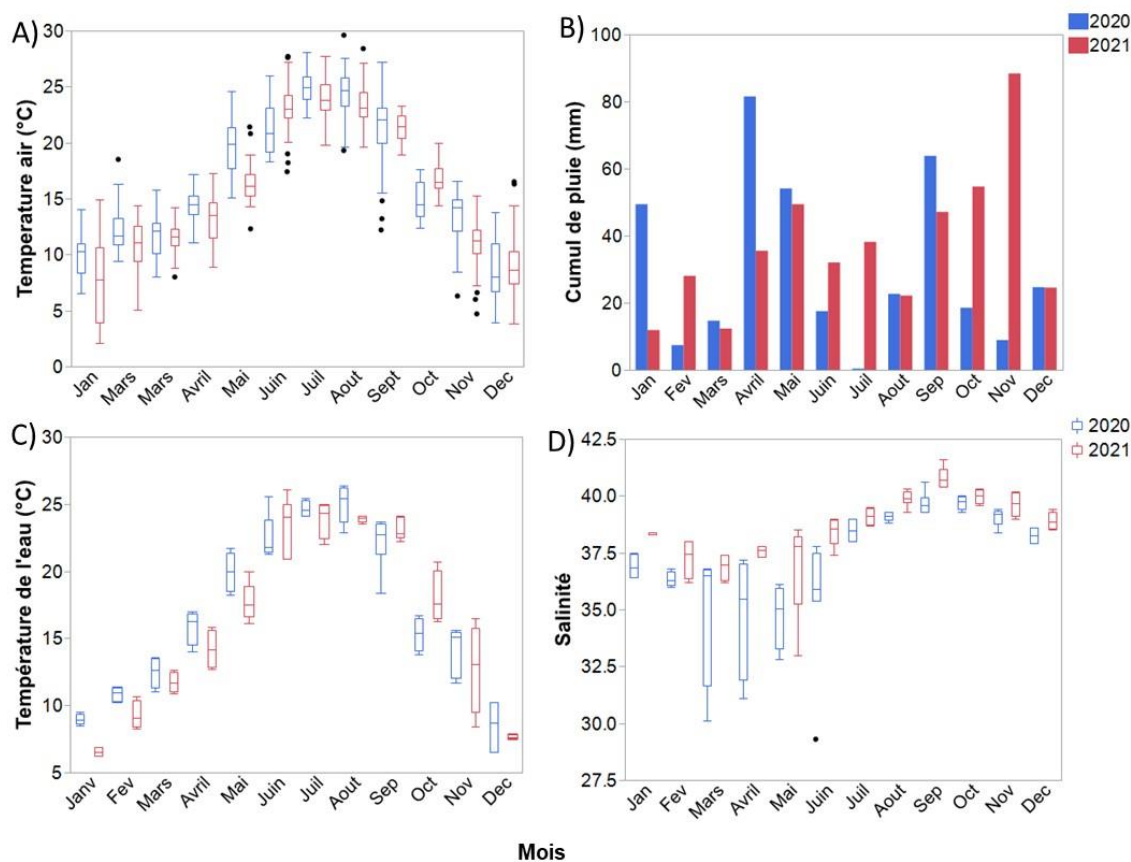 A)
Temperature air (°C)
30
25
20
15
10
5
0
Jan Mars Mars Avril Mai Juin Juil Aout Sept Oct Nov Dec
B)
Cumul de pluie (mm)
100
80
60
40
20
0
Jan Fev Mars Avril Mai Juin Juil Aout Sep Oct Nov Dec
2020
2021
C)
Température de l'eau (°C)
30
25
20
15
10
5
Janv Fev Mars Avril Mai Juin Juil Aout Sep Oct Nov Dec
D)
Salinité
42.5
40.0
37.5
35.0
32.5
30.0
27.5
Jan Fev Mars Avril Mai Juin Juil Aout Sep Oct Nov Dec
2020
2021
Mois